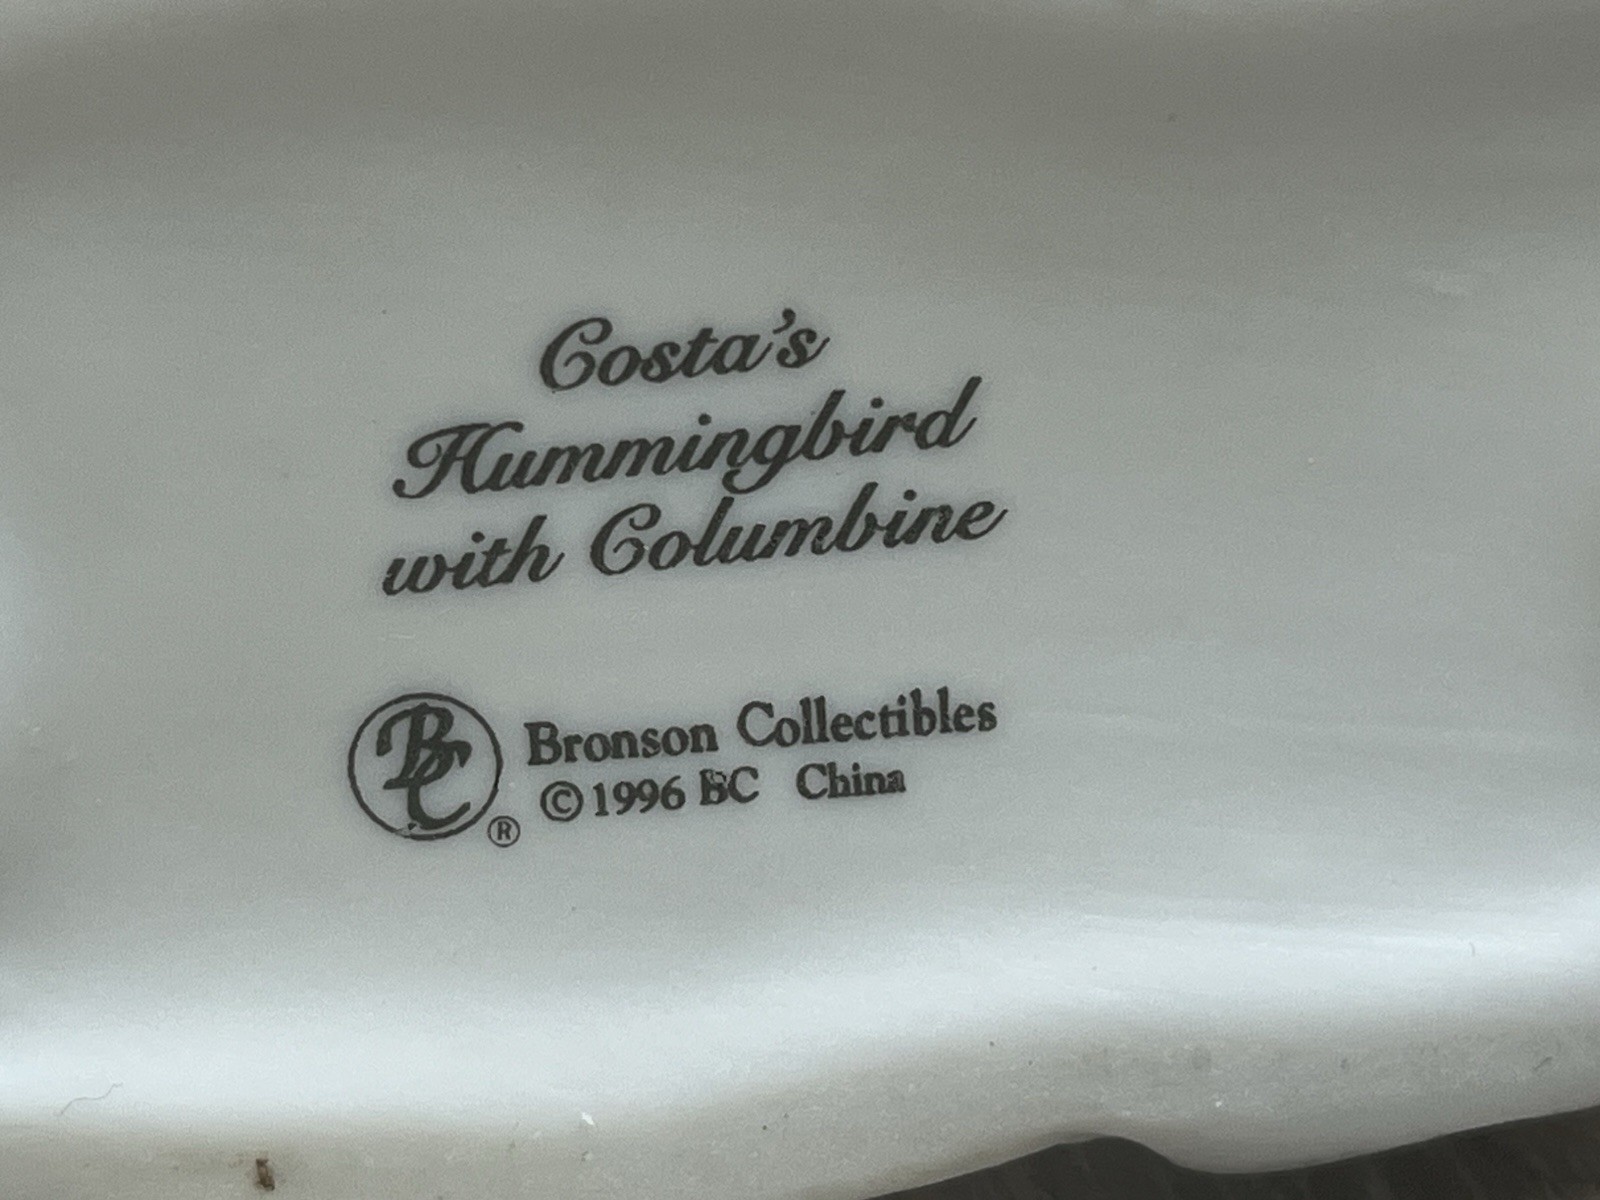 Costa's
Hummingbird
with Columbine
BC ® Bronson Collectibles
©1996 BC China